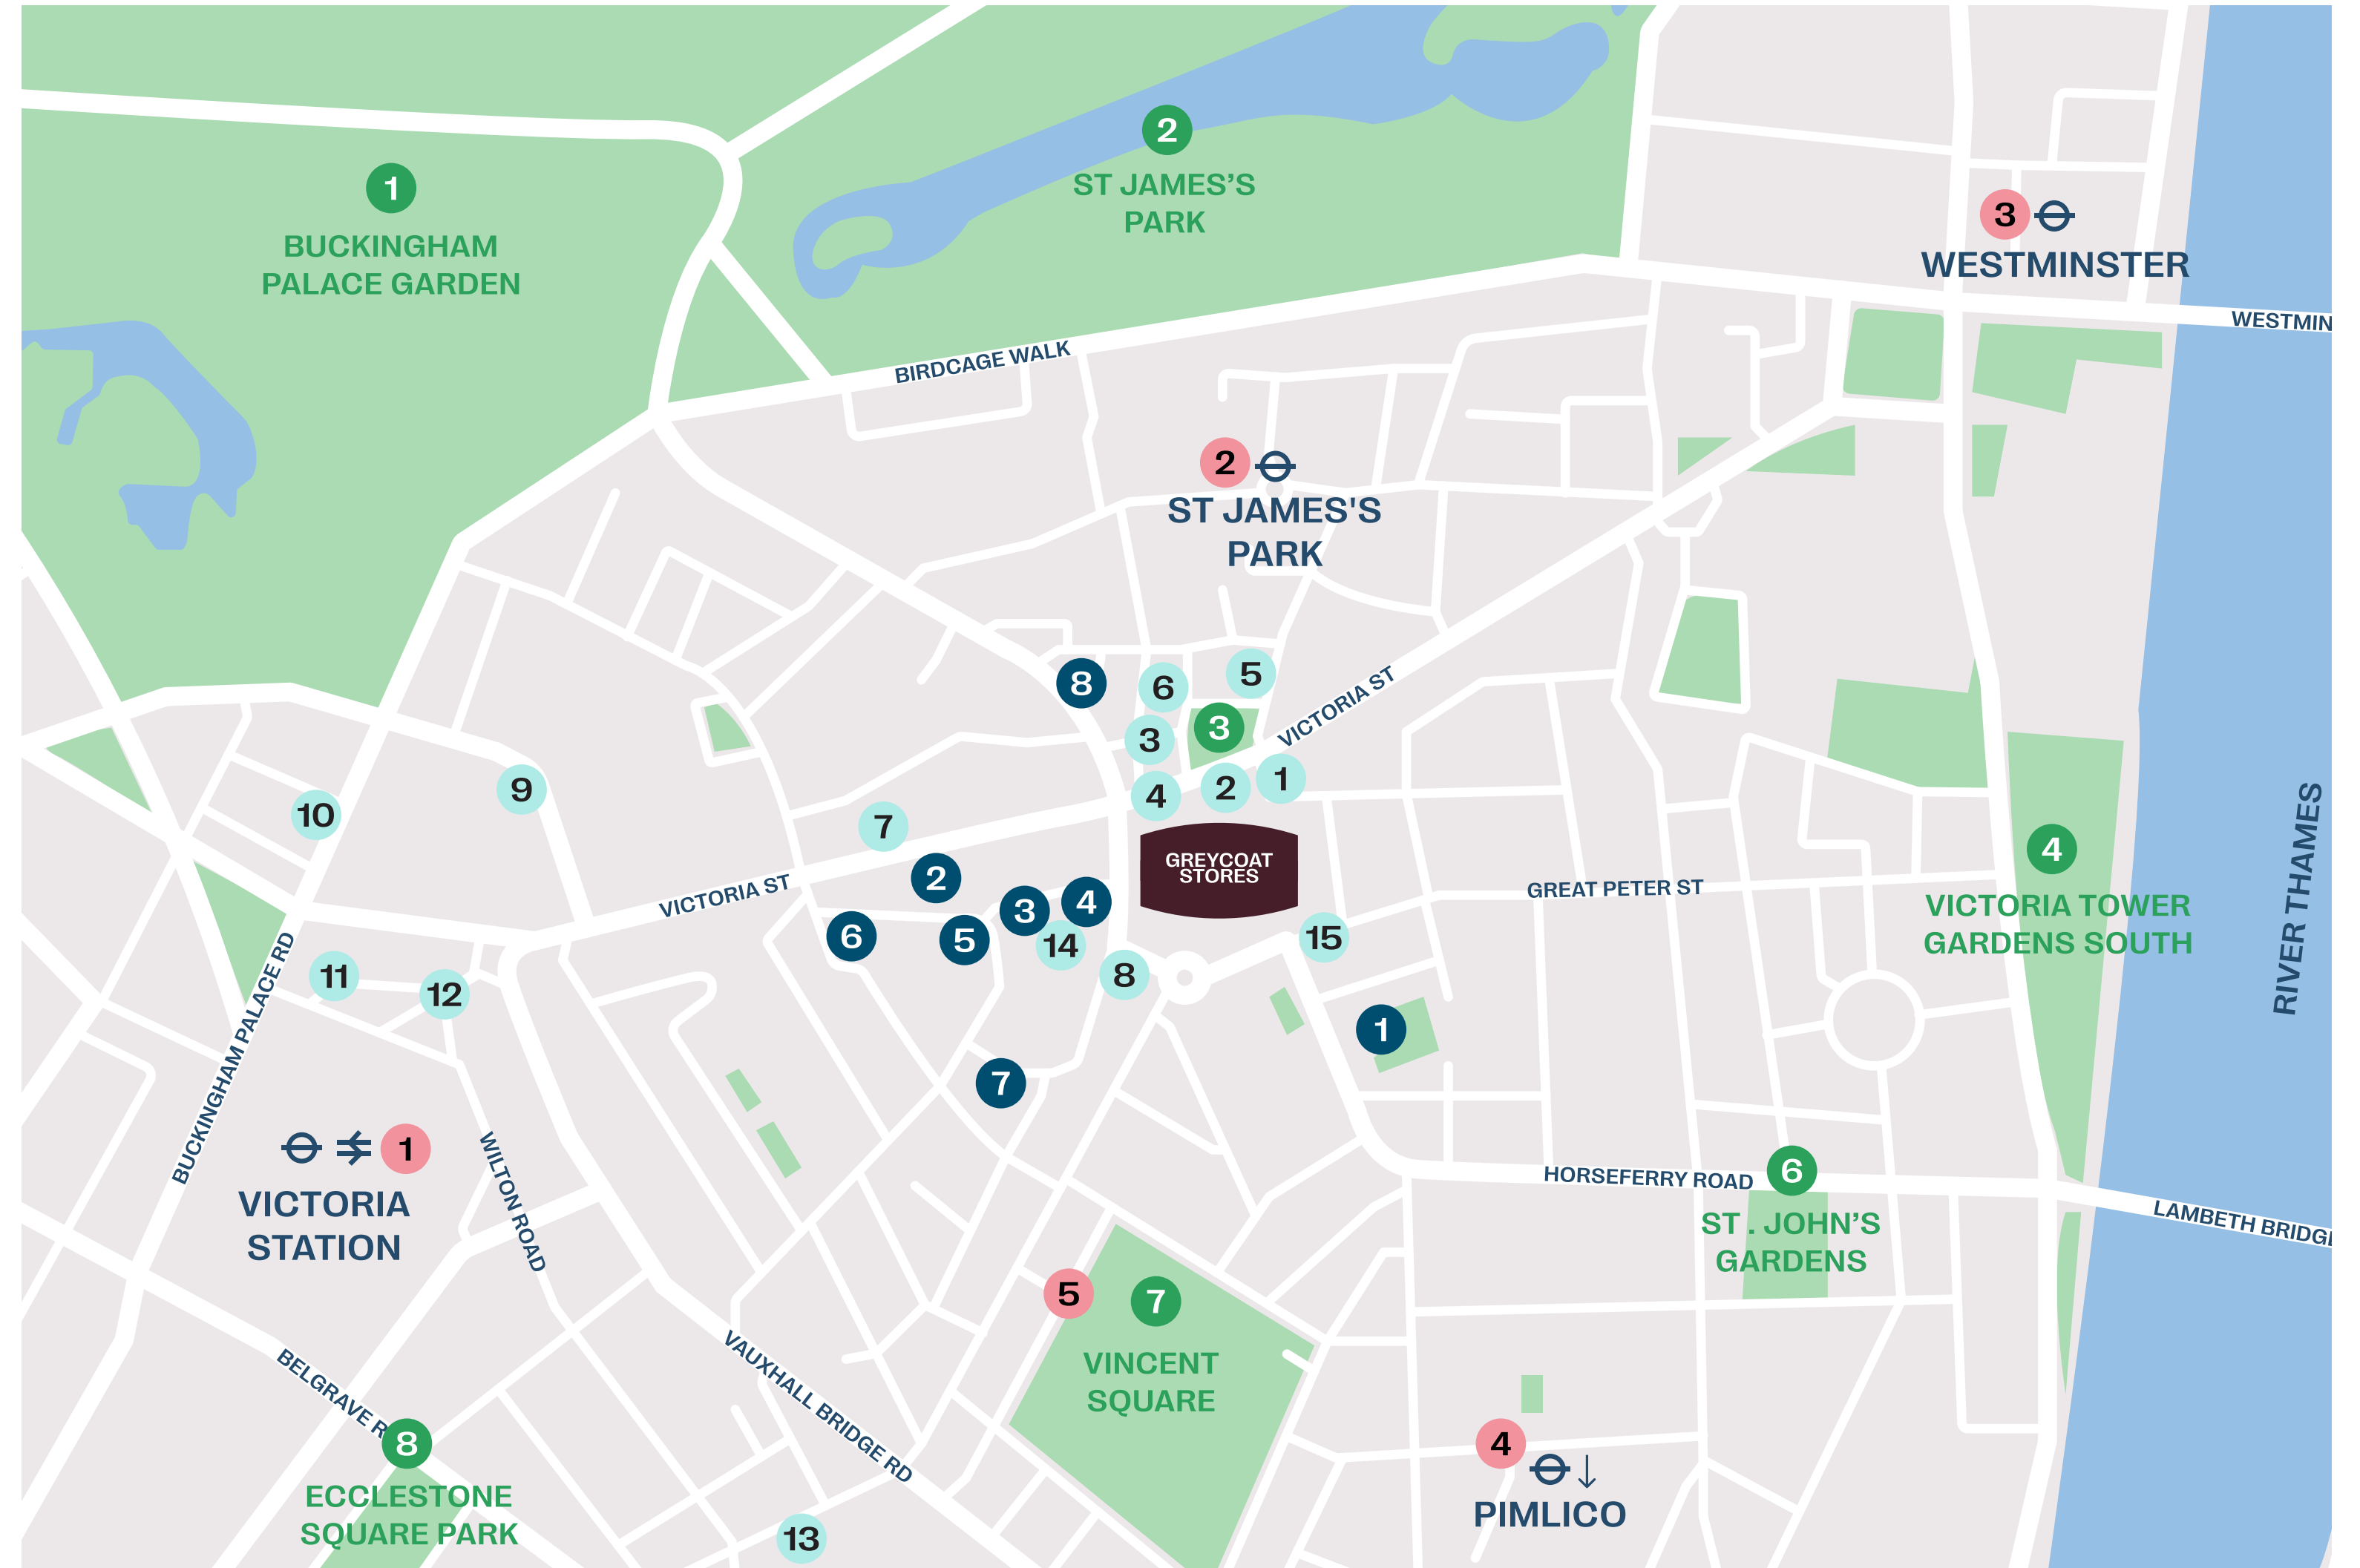 2
ST JAMES’S
PARK
1
BUCKINGHAM
PALACE GARDEN
3
WESTMINSTER
WESTMIN
BIRDCAGE WALK
2
ST JAMES'S
PARK
8
6
5
3
3
VICTORIA ST
4
2
1
9
10
7
GREYCOAT
STORES
2
VICTORIA ST
3
4
6
5
14
15
8
GREAT PETER ST
4
VICTORIA TOWER
GARDENS SOUTH
RIVER THAMES
11
12
BUCKINGHAM PALACE RD
1
7
1
VICTORIA
STATION
WILTON ROAD
HORSEFERRY ROAD
6
ST . JOHN’S
GARDENS
LAMBETH BRIDGE
5
7
VINCENT
SQUARE
BELGRAVE R
8
ECCLESTONE
SQUARE PARK
VAUXHALL BRIDGE RD
13
4
PIMLICO